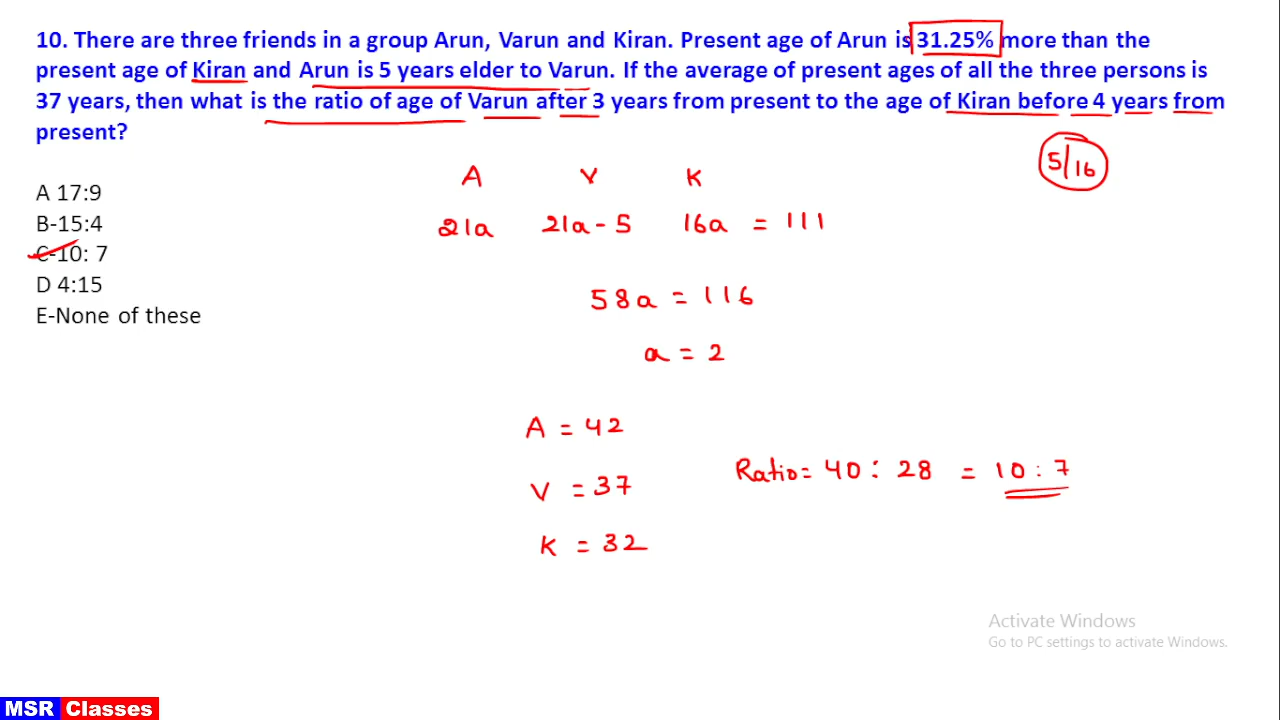 10. There are three friends in a group Arun, Varun and Kiran. Present age of Arun is 31.25% more than the
present age of Kiran and Arun is 5 years elder to Varun. If the average of present ages of all the three persons is
37 years, then what is the ratio of age of Varun after 3 years from present to the age of Kiran before 4 years from
present?
5/16
A 17:9
B-15:4
C-10: 7
D 4:15
E-None of these
A V K
21a 21a - 5 16a = 111
58a = 116
a = 2
A = 42
V = 37
K = 32
Ratio = 40 : 28 = 10 : 7
Activate Windows
Go to PC settings to activate Windows.
MSR Classes